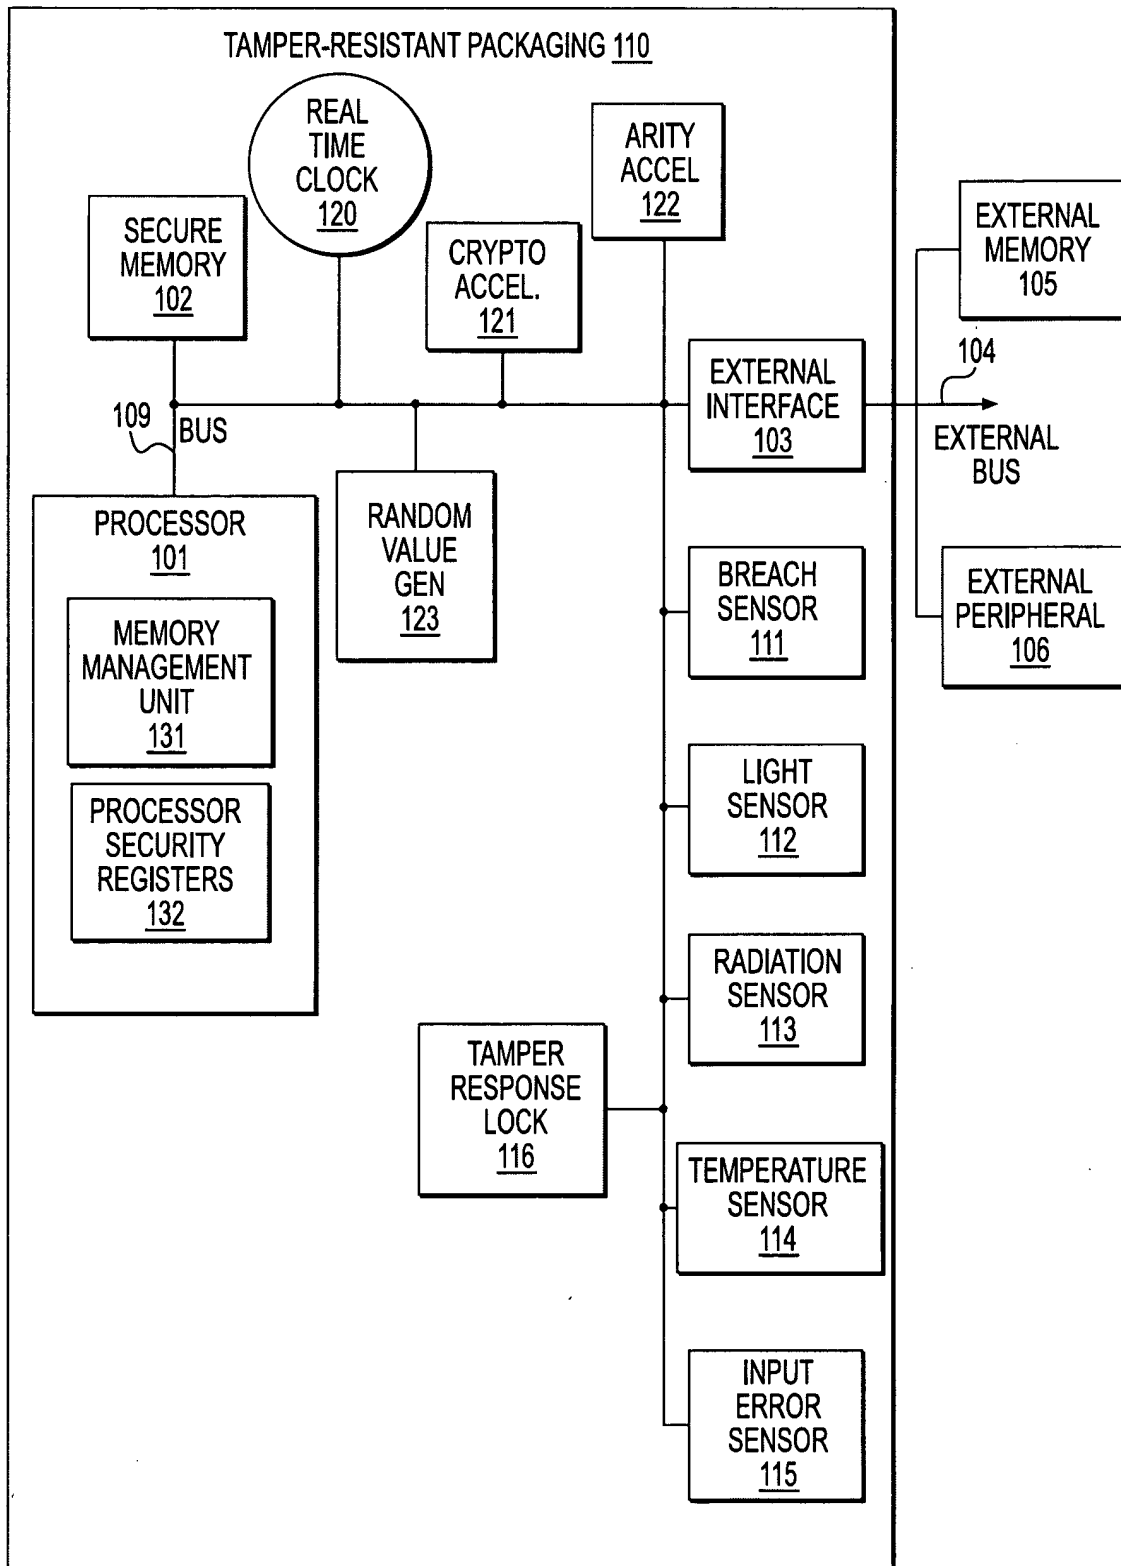 TAMPER-RESISTANT PACKAGING 110
REAL
TIME
CLOCK
120
ARITY
ACCEL
122
SECURE
MEMORY
102
CRYPTO
ACCEL.
121
EXTERNAL
MEMORY
105
109
BUS
EXTERNAL
INTERFACE
103
104
EXTERNAL
BUS
PROCESSOR
101
MEMORY
MANAGEMENT
UNIT
131
PROCESSOR
SECURITY
REGISTERS
132
RANDOM
VALUE
GEN
123
BREACH
SENSOR
111
EXTERNAL
PERIPHERAL
106
LIGHT
SENSOR
112
RADIATION
SENSOR
113
TAMPER
RESPONSE
LOCK
116
TEMPERATURE
SENSOR
114
INPUT
ERROR
SENSOR
115